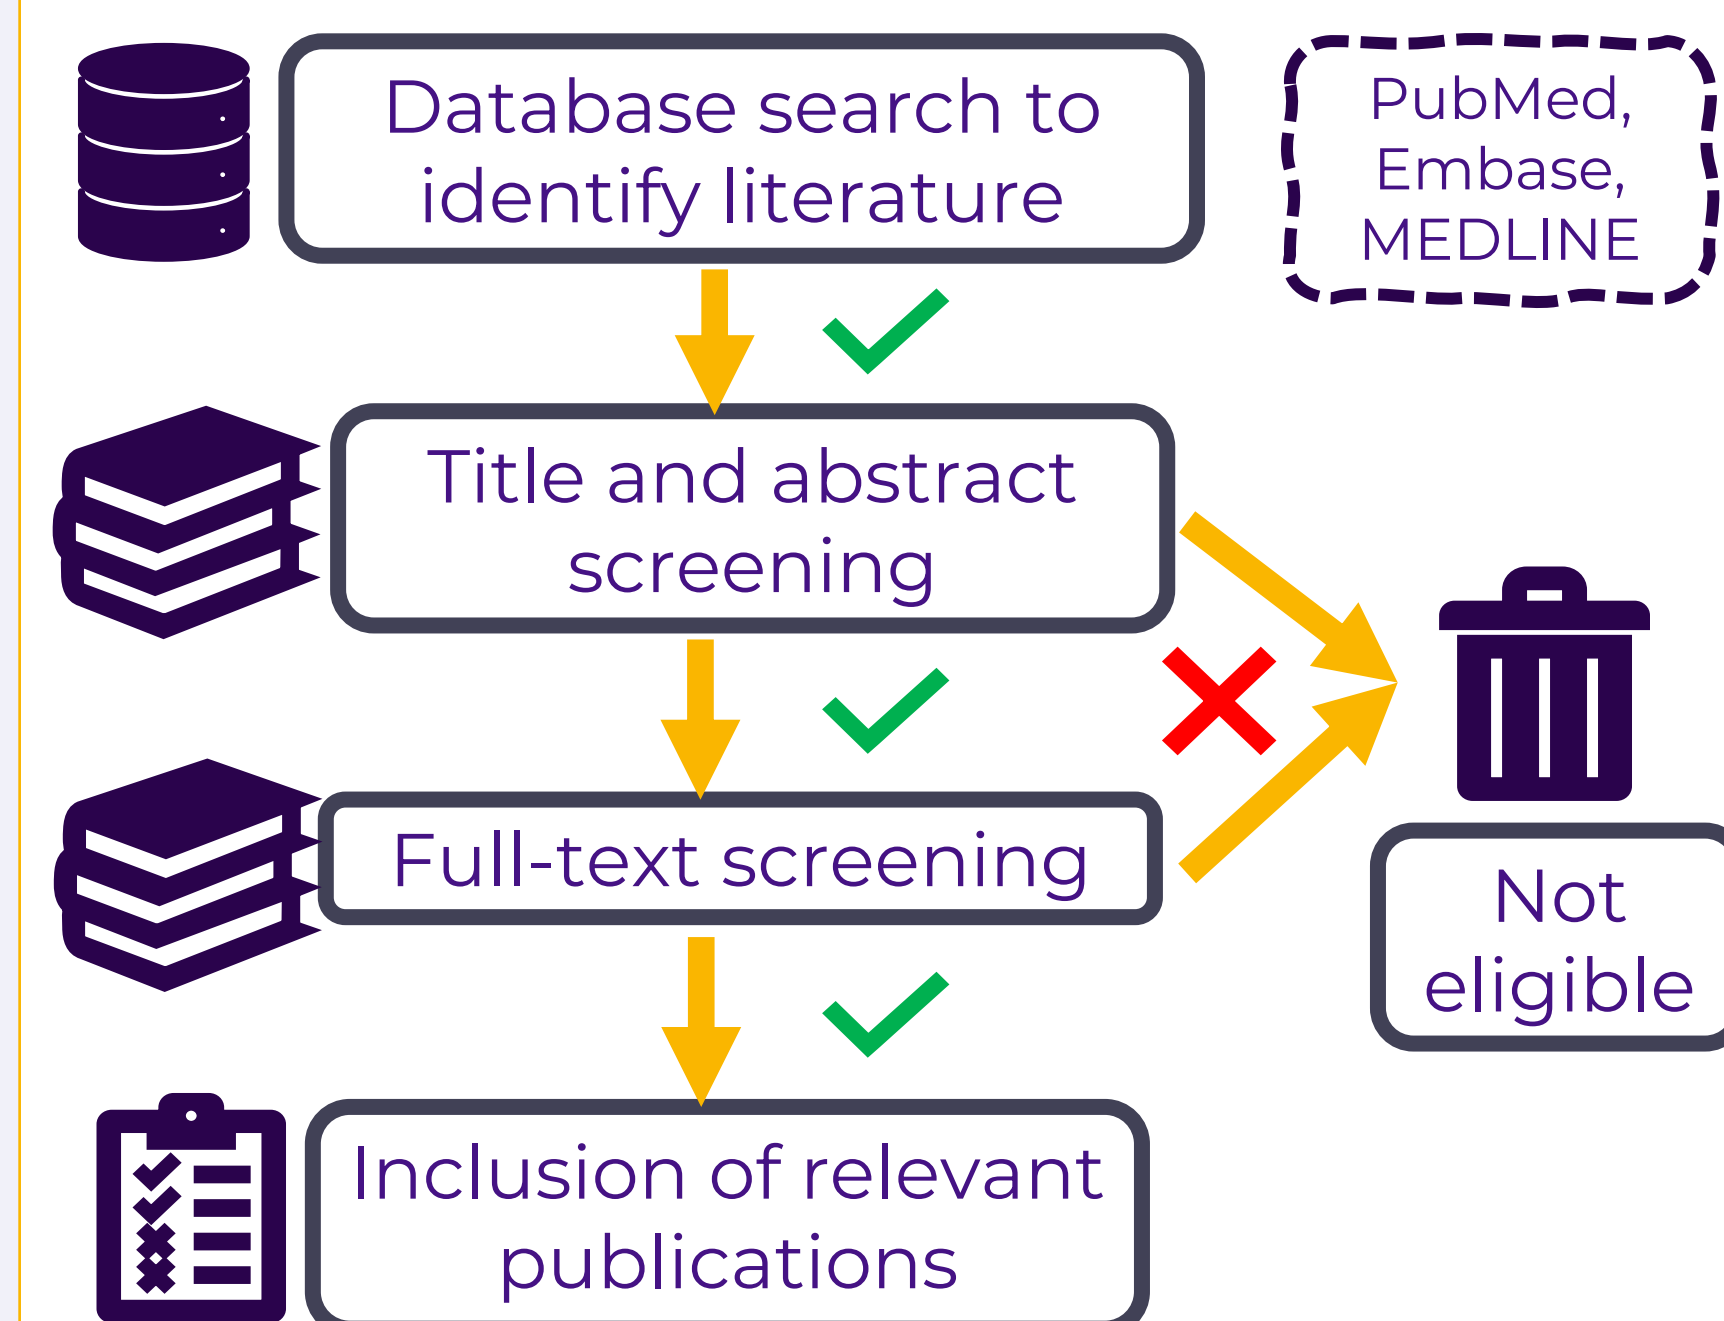 Database search to
identify literature
PubMed,
Embase,
MEDLINE
Title and abstract
screening
Full-text screening
Not
eligible
Inclusion of relevant
publications